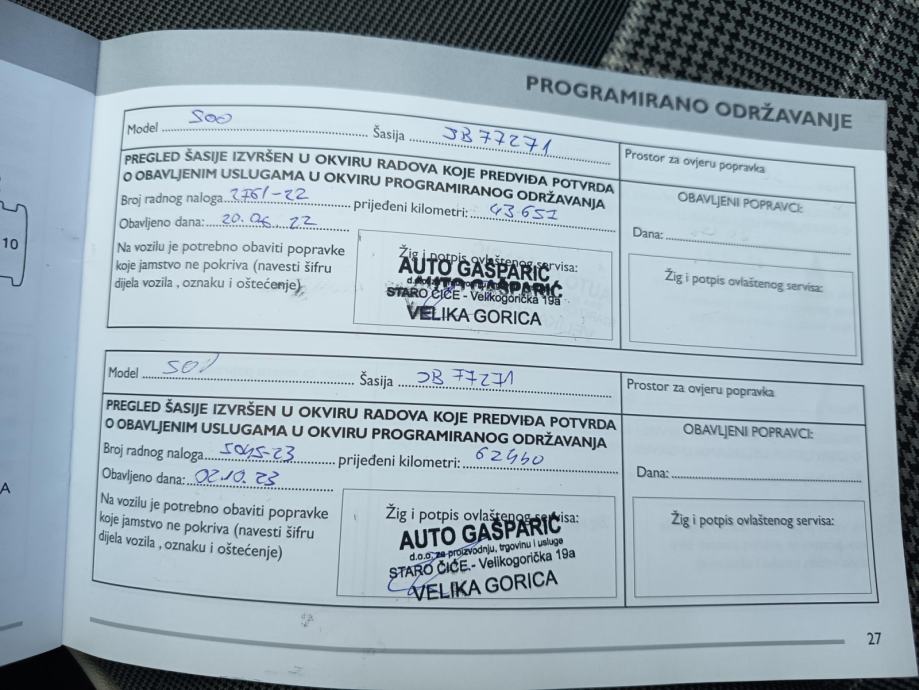 10
A
PROGRAMIRANO ODRŽAVANJE
Model 500 Šasija JB77271
Prostor za ovjeru popravka
PREGLED ŠASIJE IZVRŠEN U OKVIRU RADOVA KOJE PREDVIĐA POTVRDA
O OBAVLJENIM USLUGAMA U OKVIRU PROGRAMIRANOG ODRŽAVANJA
OBAVLJENI POPRAVCI:
Broj radnog naloga 2761-22 prijeđeni kilometri: 43651
Dana:
Obavljeno dana: 20.06.22
Na vozilu je potrebno obaviti popravke
koje jamstvo ne pokriva (navesti šifru
dijela vozila , oznaku i oštećenje)
Žig i potpis ovlaštenog servisa:
AUTO GAŠPARIĆ
STARO ČIČE - Velikogorička 19a
VELIKA GORICA
Žig i potpis ovlaštenog servisa:
Model 500 Šasija JB77271
Prostor za ovjeru popravka
PREGLED ŠASIJE IZVRŠEN U OKVIRU RADOVA KOJE PREDVIĐA POTVRDA
O OBAVLJENIM USLUGAMA U OKVIRU PROGRAMIRANOG ODRŽAVANJA
OBAVLJENI POPRAVCI:
Broj radnog naloga 5045-23 prijeđeni kilometri: 62440
Dana:
Obavljeno dana: 02.10.23
Na vozilu je potrebno obaviti popravke
koje jamstvo ne pokriva (navesti šifru
dijela vozila , oznaku i oštećenje)
Žig i potpis ovlaštenog servisa:
AUTO GAŠPARIĆ
d.o.o. za proizvodnju, trgovinu i usluge
STARO ČIČE - Velikogorička 19a
VELIKA GORICA
Žig i potpis ovlaštenog servisa:
27